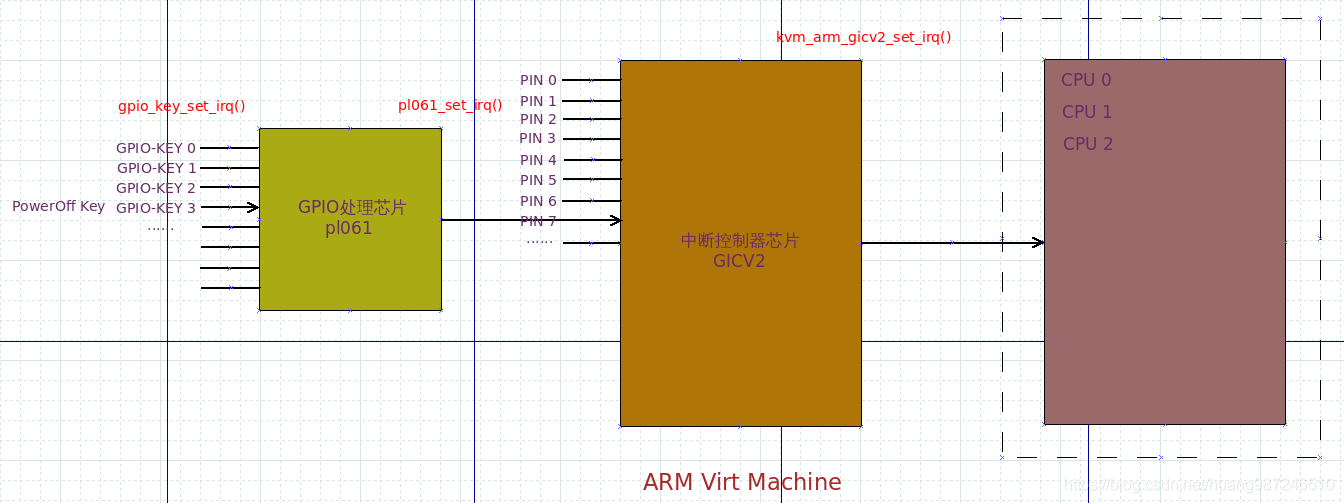 kvm_arm_gicv2_set_irq()
gpio_key_set_irq()
pl061_set_irq()
PowerOff Key
GPIO-KEY 0
GPIO-KEY 1
GPIO-KEY 2
GPIO-KEY 3
......
GPIO处理芯片
pl061
PIN 0
PIN 1
PIN 2
PIN 3
PIN 4
PIN 5
PIN 6
PIN 7
......
中断控制器芯片
GICV2
CPU 0
CPU 1
CPU 2
ARM Virt Machine
https://blog.csdn.net/huang987246510